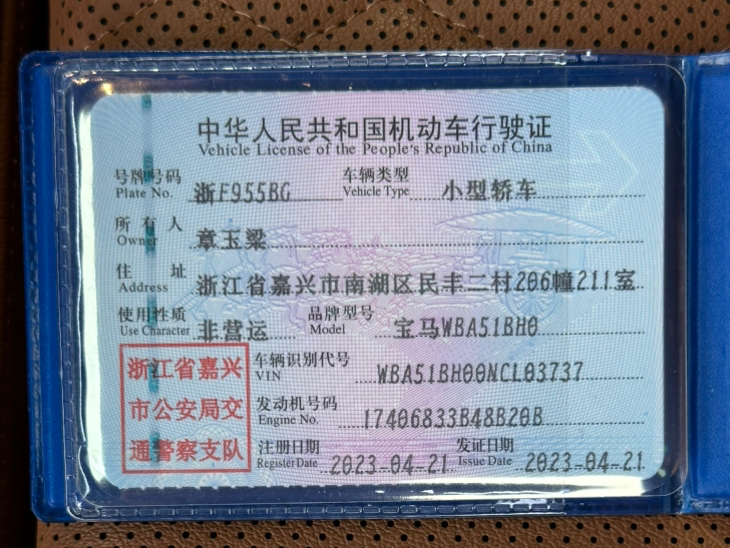 中华人民共和国机动车行驶证
Vehicle License of the People's Republic of China
号牌号码 浙F955BG 车辆类型 小型轿车
Plate No. Vehicle Type
所有人 章玉梁
Owner
住址 浙江省嘉兴市南湖区民丰二村206幢211室
Address
使用性质 非营运 品牌型号 宝马WBA51BH0
Use Character Model
浙江省嘉兴
市公安局交
通警察支队
车辆识别代号 WBA51BH00NCL03737
VIN
发动机号码 17406833B48B20B
Engine No.
注册日期 2023-04-21 发证日期 2023-04-21
Register Date Issue Date